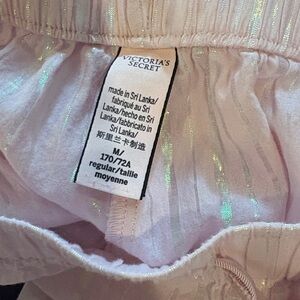 VICTORIA'S
SECRET
made in Sri Lanka/
fabriqué au Sri
Lanka/hecho en Sri
Lanka/fabbricato in
Sri Lanka/
斯里兰卡制造
M/
170/72A
regular/taille
moyenne